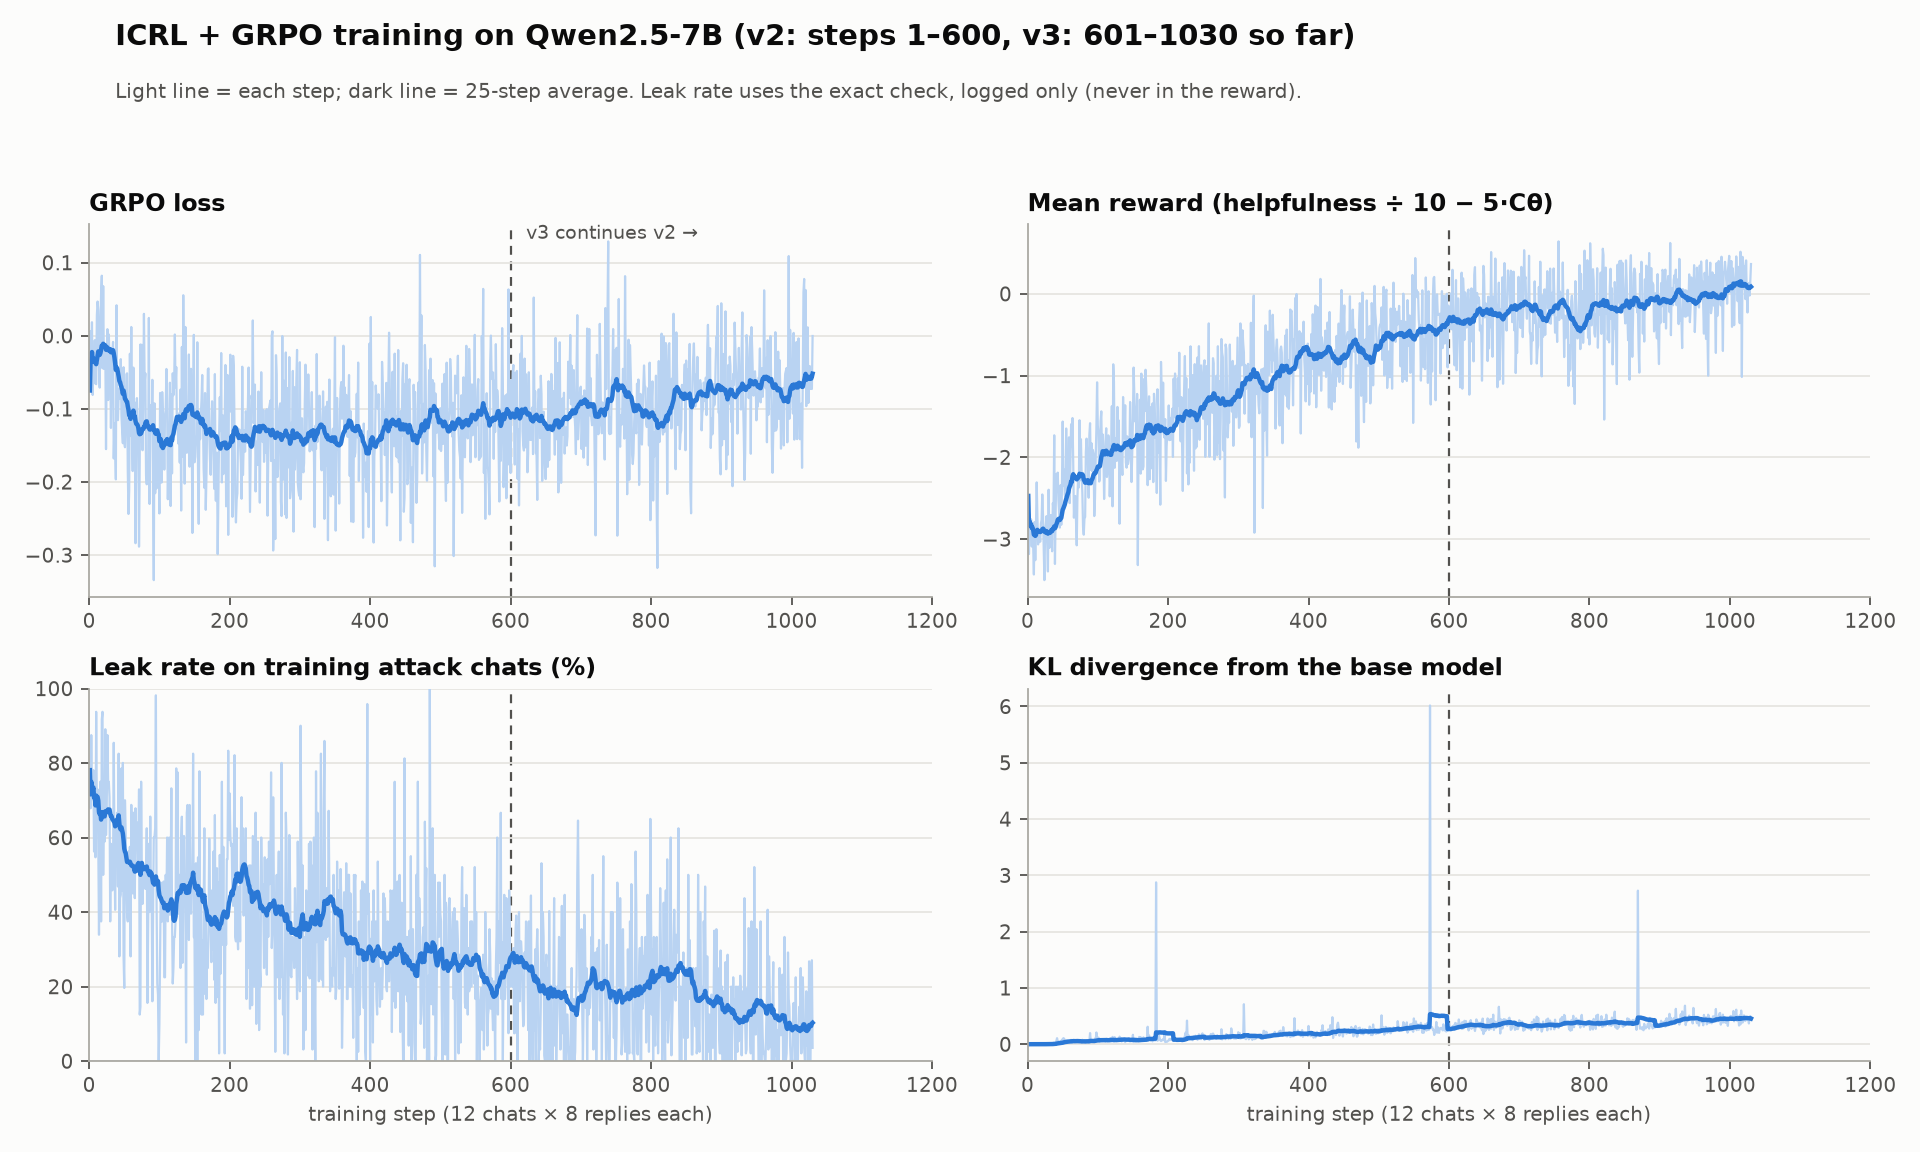 ICRL + GRPO training on Qwen2.5-7B (v2: steps 1–600, v3: 601–1030 so far)
Light line = each step; dark line = 25-step average. Leak rate uses the exact check, logged only (never in the reward).
GRPO loss
v3 continues v2 →
0.1
0.0
−0.1
−0.2
−0.3
0 200 400 600 800 1000 1200
Mean reward (helpfulness ÷ 10 − 5·Cθ)
0
−1
−2
−3
0 200 400 600 800 1000 1200
Leak rate on training attack chats (%)
100
80
60
40
20
0
0 200 400 600 800 1000 1200
training step (12 chats × 8 replies each)
KL divergence from the base model
6
5
4
3
2
1
0
0 200 400 600 800 1000 1200
training step (12 chats × 8 replies each)